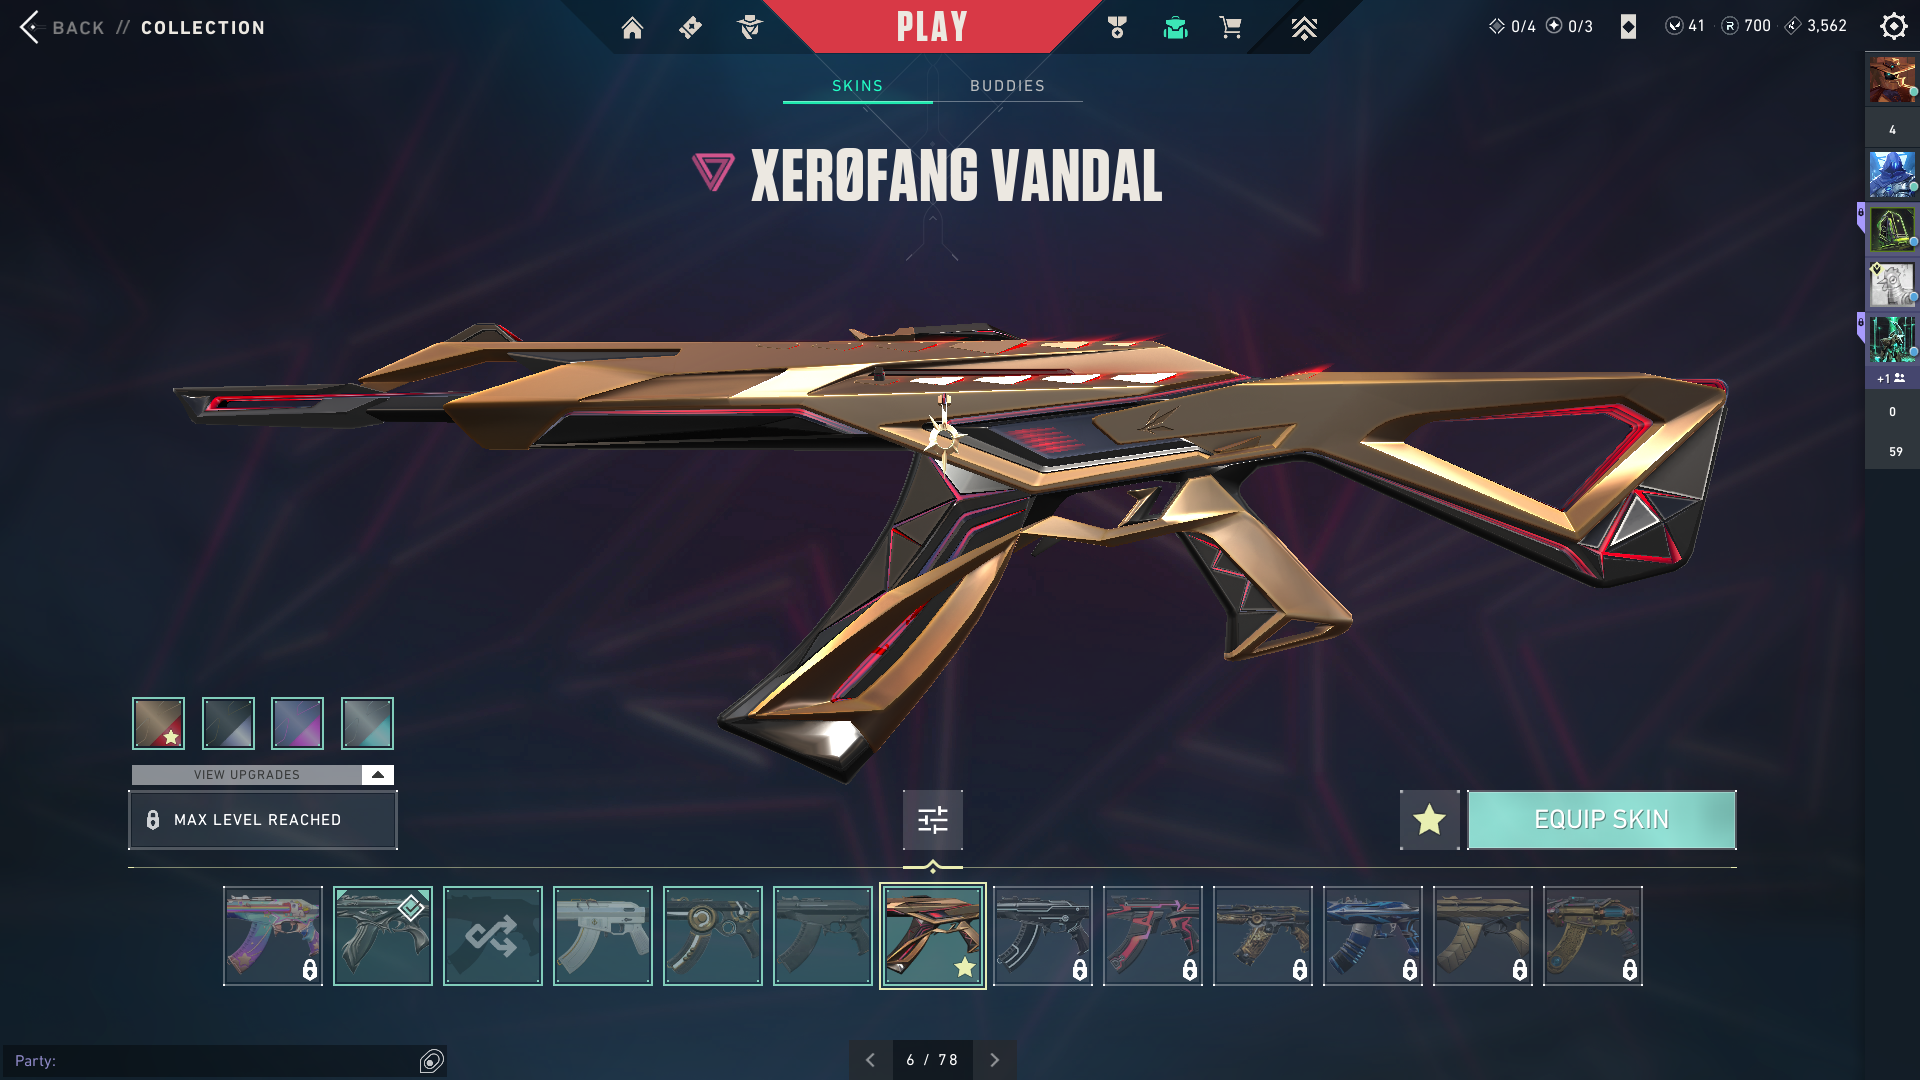 BACK // COLLECTION
PLAY
0/4 0/3 41 700 3,562
SKINS BUDDIES
XERØFANG VANDAL
4
+1
0
59
VIEW UPGRADES
MAX LEVEL REACHED
EQUIP SKIN
Party:
6 / 78